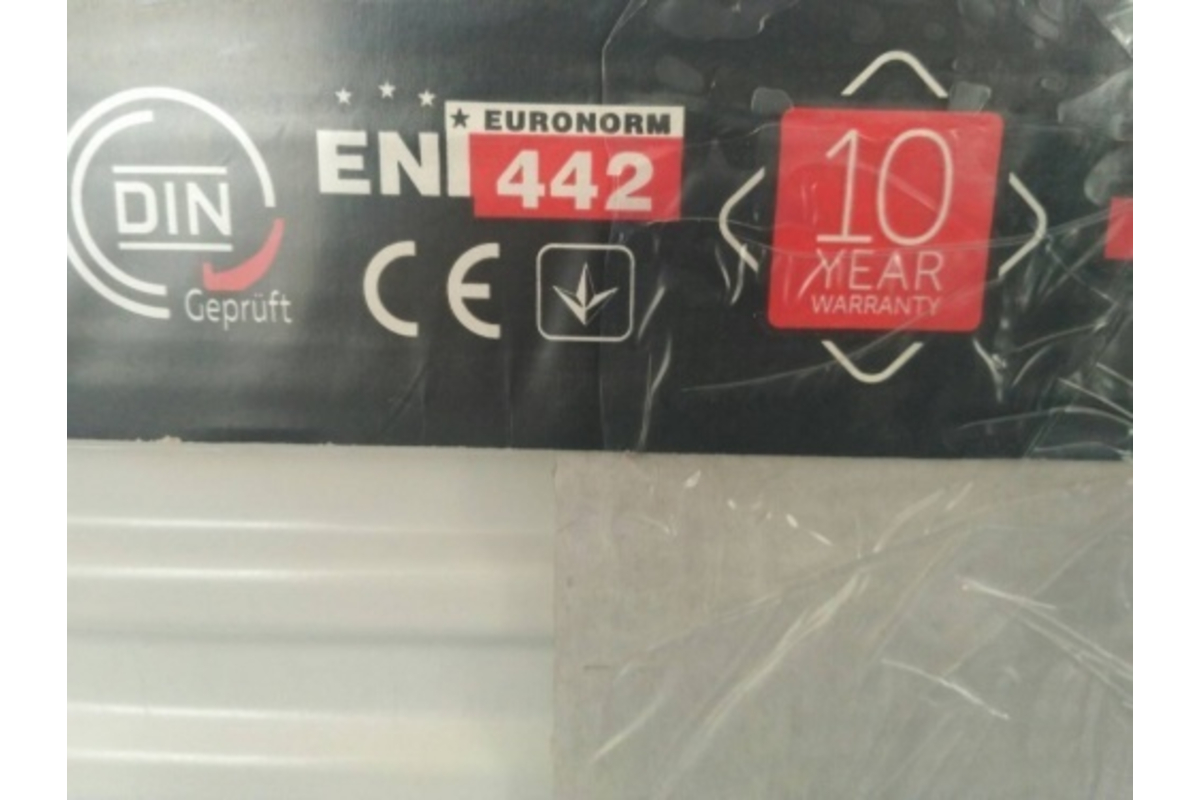 DIN
Geprüft
EN
EURONORM
442
CE
10
YEAR
WARRANTY